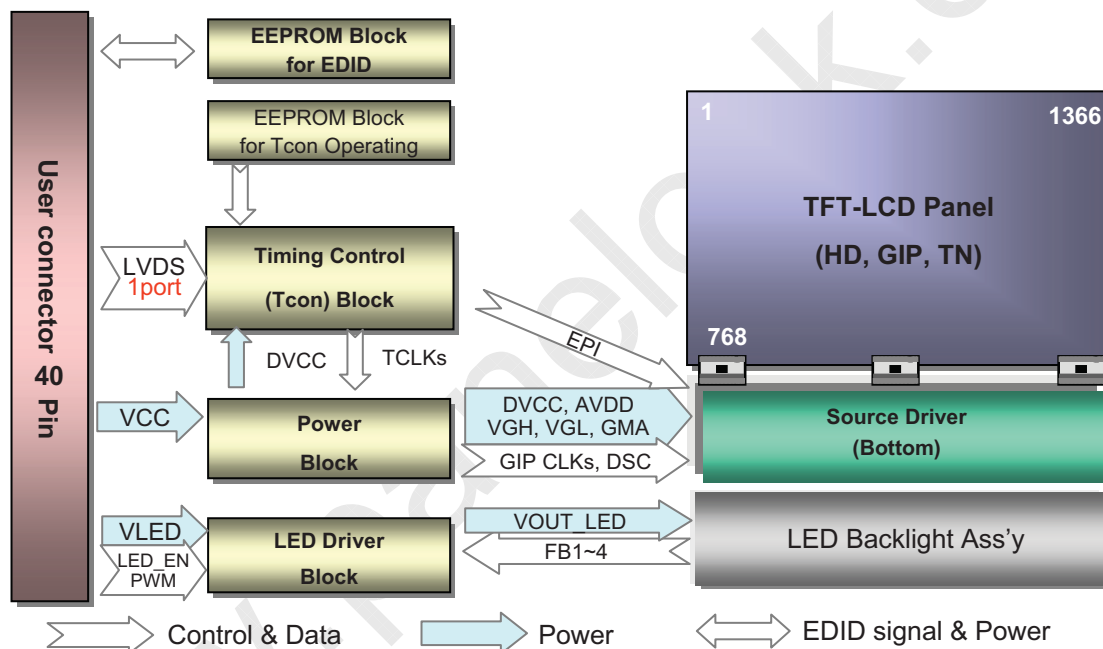 EEPROM Block
for EDID
EEPROM Block
for Tcon Operating
User connector 40 Pin
LVDS
1port
Timing Control
(Tcon) Block
DVCC
TCLKs
EPI
1
1366
TFT-LCD Panel
(HD, GIP, TN)
768
VCC
Power
Block
DVCC, AVDD
VGH, VGL, GMA
GIP CLKs, DSC
Source Driver
(Bottom)
VLED
LED_EN
PWM
LED Driver
Block
VOUT_LED
FB1~4
LED Backlight Ass'y
Control & Data
Power
EDID signal & Power